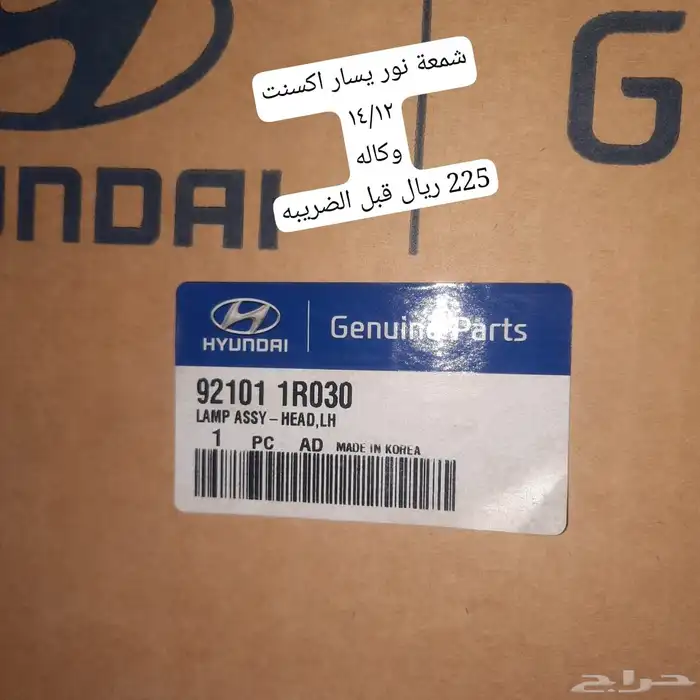 شمعة نور يسار اكسنت
١٤/١٢
وكاله
225 ريال قبل الضريبه
G
HYUNDAI
HYUNDAI
Genuine Parts
92101 1R030
LAMP ASSY-HEAD,LH
1 PC AD MADE IN KOREA
حراج